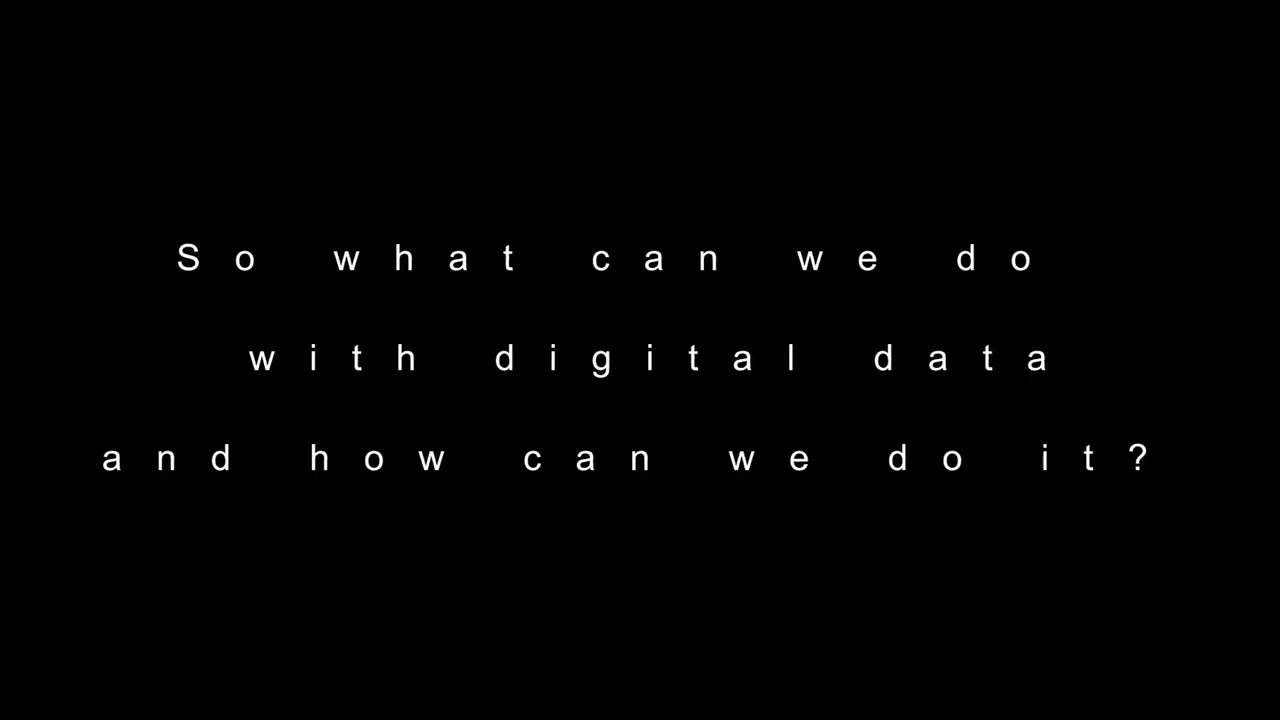 So what can we do
with digital data
and how can we do it?